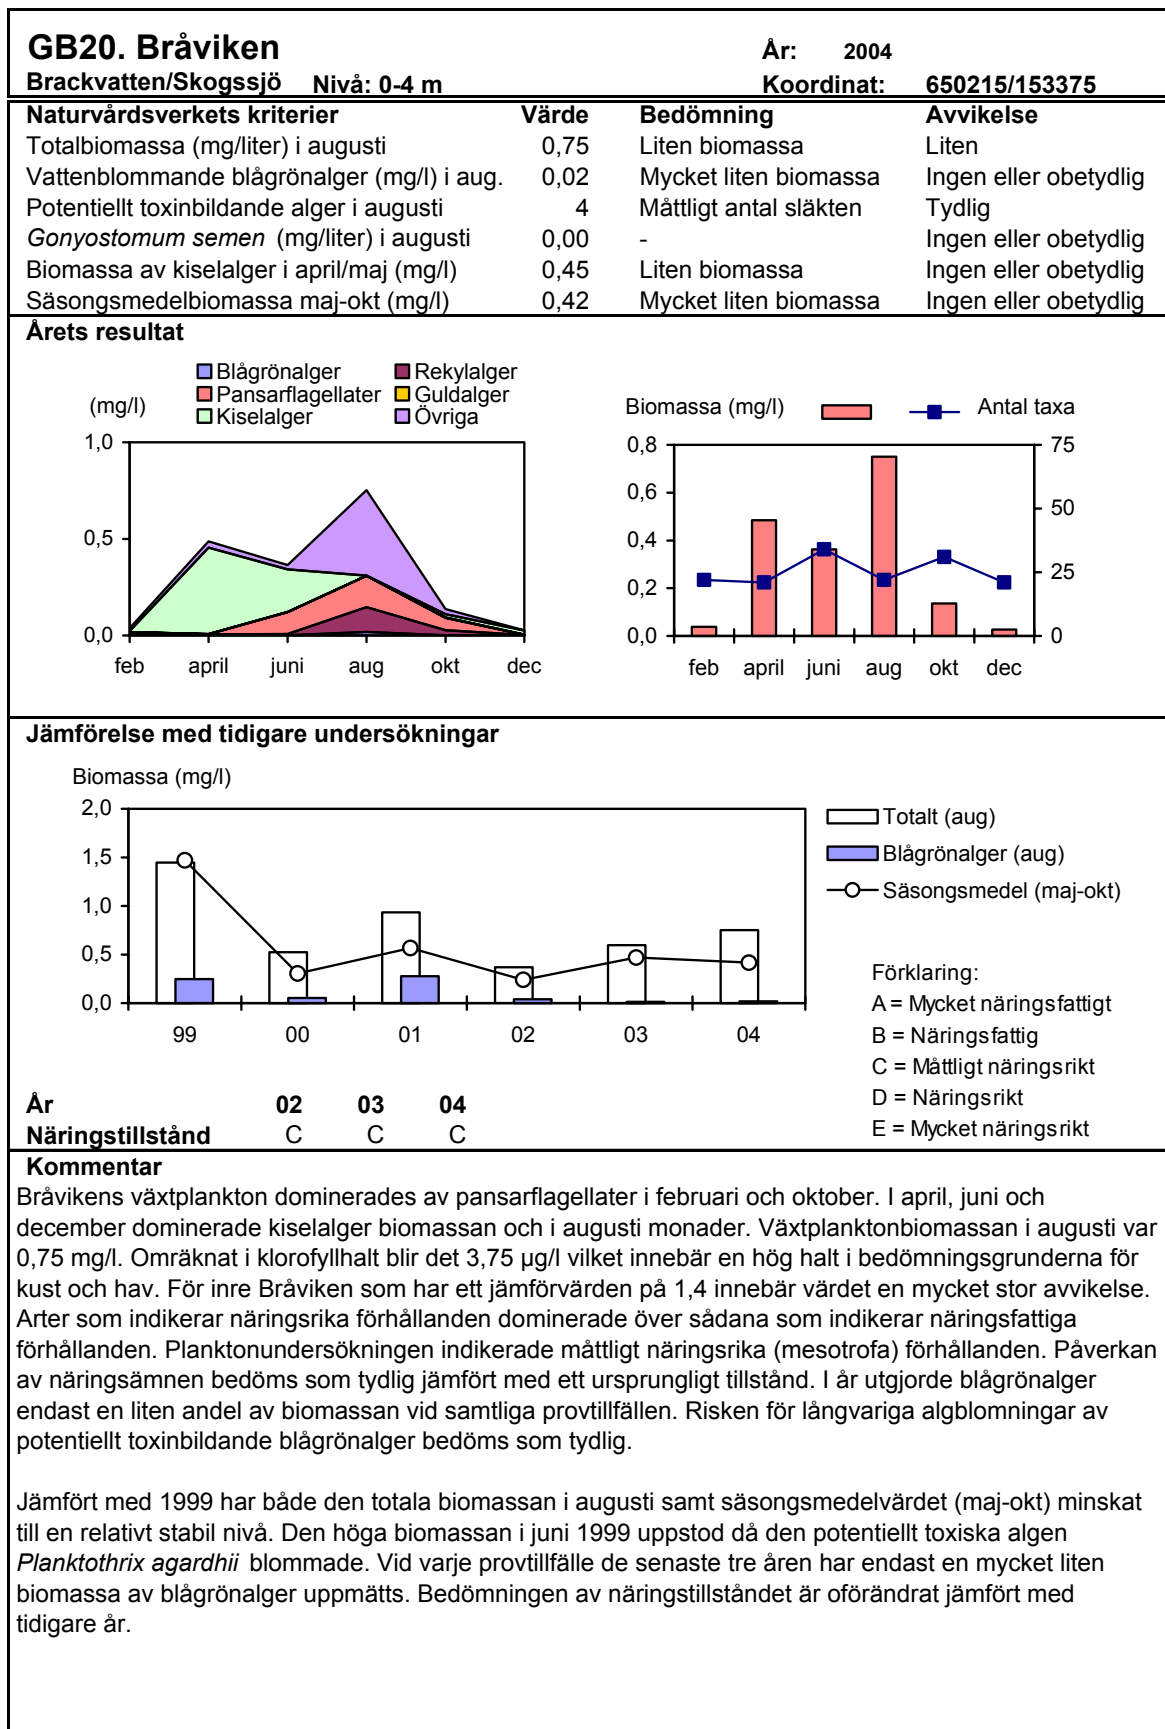 GB20. Bråviken År: 2004
Brackvatten/Skogssjö Nivå: 0-4 m Koordinat: 650215/153375
Naturvårdsverkets kriterier Värde Bedömning Avvikelse
Totalbiomassa (mg/liter) i augusti 0,75 Liten biomassa Liten
Vattenblommande blågrönalger (mg/l) i aug. 0,02 Mycket liten biomassa Ingen eller obetydlig
Potentiellt toxinbildande alger i augusti 4 Måttligt antal släkten Tydlig
Gonyostomum semen (mg/liter) i augusti 0,00 - Ingen eller obetydlig
Biomassa av kiselalger i april/maj (mg/l) 0,45 Liten biomassa Ingen eller obetydlig
Säsongsmedelbiomassa maj-okt (mg/l) 0,42 Mycket liten biomassa Ingen eller obetydlig
Årets resultat
Blågrönalger Rekylalger
Pansarflagellater Guldalger
Kiselalger Övriga
(mg/l)
1,0
0,5
0,0
feb april juni aug okt dec
Biomassa (mg/l) Antal taxa
0,8 75
0,6 50
0,4
0,2 25
0,0 0
feb april juni aug okt dec
Jämförelse med tidigare undersökningar
Biomassa (mg/l)
2,0
1,5
1,0
0,5
0,0
99 00 01 02 03 04
Totalt (aug)
Blågrönalger (aug)
Säsongsmedel (maj-okt)
Förklaring:
A = Mycket näringsfattigt
B = Näringsfattig
C = Måttligt näringsrikt
D = Näringsrikt
E = Mycket näringsrikt
År 02 03 04
Näringstillstånd C C C
Kommentar
Bråvikens växtplankton dominerades av pansarflagellater i februari och oktober. I april, juni och
december dominerade kiselalger biomassan och i augusti monader. Växtplanktonbiomassan i augusti var
0,75 mg/l. Omräknat i klorofyllhalt blir det 3,75 µg/l vilket innebär en hög halt i bedömningsgrunderna för
kust och hav. För inre Bråviken som har ett jämförvärden på 1,4 innebär värdet en mycket stor avvikelse.
Arter som indikerar näringsrika förhållanden dominerade över sådana som indikerar näringsfattiga
förhållanden. Planktonundersökningen indikerade måttligt näringsrika (mesotrofa) förhållanden. Påverkan
av näringsämnen bedöms som tydlig jämfört med ett ursprungligt tillstånd. I år utgjorde blågrönalger
endast en liten andel av biomassan vid samtliga provtillfällen. Risken för långvariga algblomningar av
potentiellt toxinbildande blågrönalger bedöms som tydlig.
Jämfört med 1999 har både den totala biomassan i augusti samt säsongsmedelvärdet (maj-okt) minskat
till en relativt stabil nivå. Den höga biomassan i juni 1999 uppstod då den potentiellt toxiska algen
Planktothrix agardhii blommade. Vid varje provtillfälle de senaste tre åren har endast en mycket liten
biomassa av blågrönalger uppmätts. Bedömningen av näringstillståndet är oförändrat jämfört med
tidigare år.